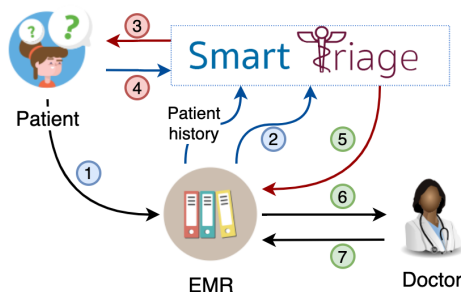 ? ?
3
Smart Triage
4
Patient
Patient
history
2
5
1
6
7
EMR
Doctor